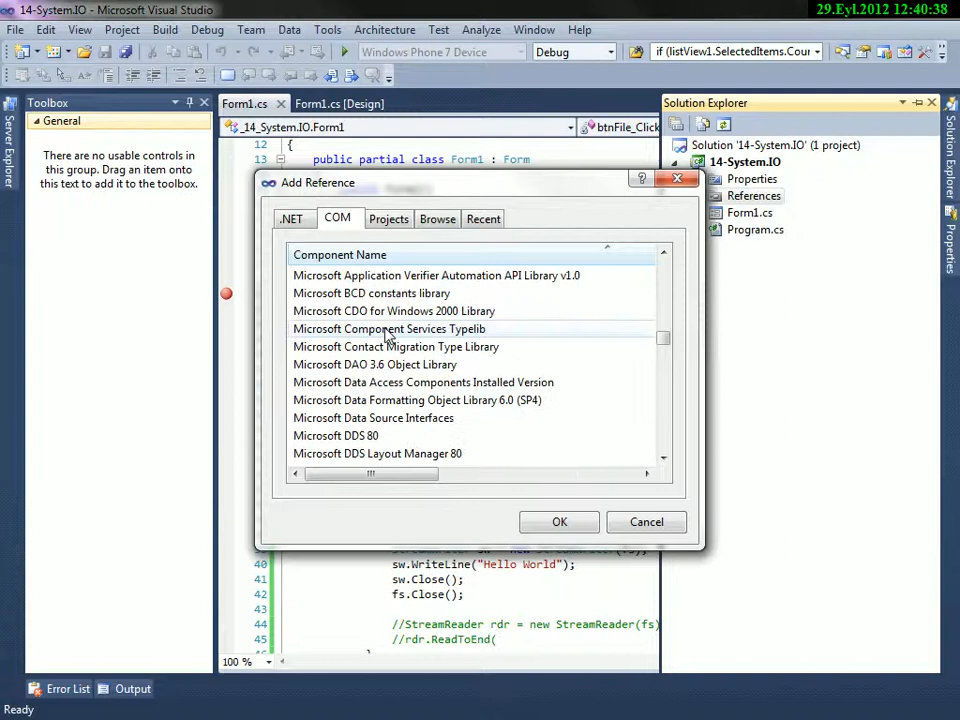 14-System.IO - Microsoft Visual Studio
29.Eyl.2012 12:40:38
File Edit View Project Build Debug Team Data Tools Architecture Test Analyze Window Help
Windows Phone 7 Device Debug if (listView1.SelectedItems.Cour
Server Explorer
Toolbox
General
There are no usable controls in
this group. Drag an item onto
this text to add it to the toolbox.
Form1.cs Form1.cs [Design]
_14_System.IO.Form1 btnFile_Click
12 {
13 public partial class Form1 : Form
Add Reference
.NET COM Projects Browse Recent
Component Name
Microsoft Application Verifier Automation API Library v1.0
Microsoft BCD constants library
Microsoft CDO for Windows 2000 Library
Microsoft Component Services Typelib
Microsoft Contact Migration Type Library
Microsoft DAO 3.6 Object Library
Microsoft Data Access Components Installed Version
Microsoft Data Formatting Object Library 6.0 (SP4)
Microsoft Data Source Interfaces
Microsoft DDS 80
Microsoft DDS Layout Manager 80
OK Cancel
40 sw.WriteLine("Hello World");
41 sw.Close();
42 fs.Close();
43
44 //StreamReader rdr = new StreamReader(fs)
45 //rdr.ReadToEnd(
100 %
Solution Explorer
Solution '14-System.IO' (1 project)
14-System.IO
Properties
References
Form1.cs
Program.cs
Solution Explorer
Properties
Error List Output
Ready